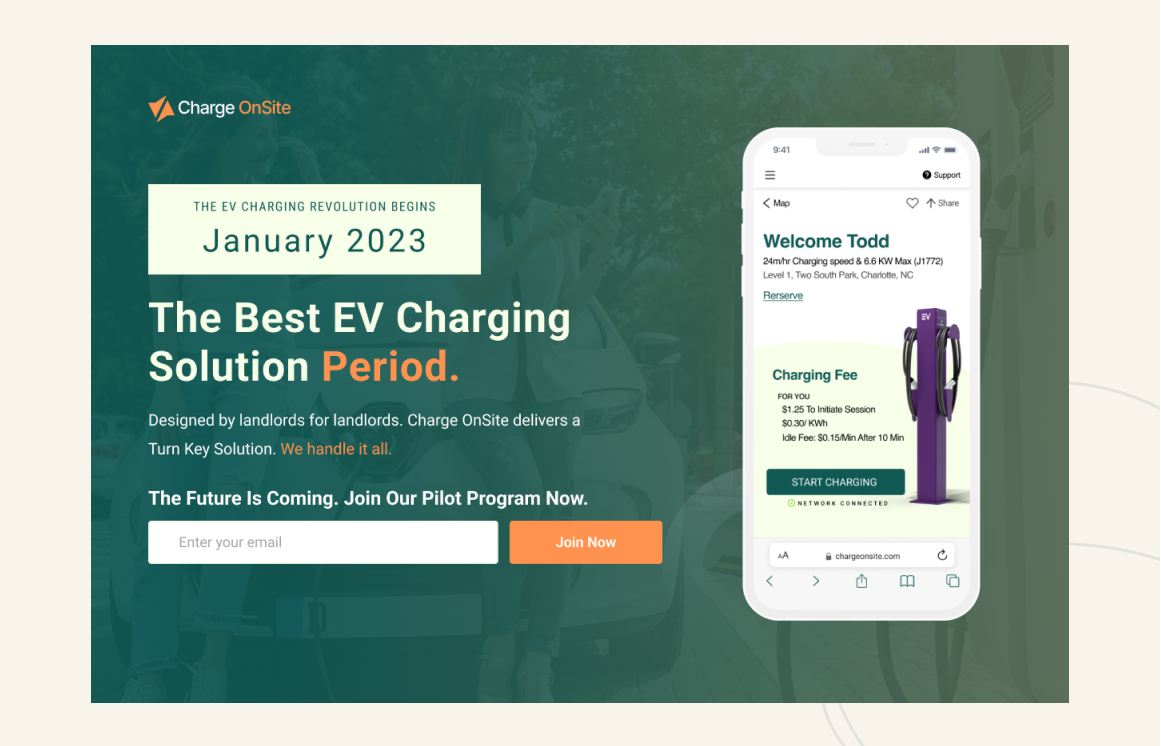 Charge OnSite
THE EV CHARGING REVOLUTION BEGINS
January 2023
The Best EV Charging
Solution Period.
Designed by landlords for landlords. Charge OnSite delivers a
Turn Key Solution. We handle it all.
The Future Is Coming. Join Our Pilot Program Now.
Enter your email
Join Now
9:41
Support
Map
Share
Welcome Todd
24m/hr Charging speed & 6.6 KW Max (J1772)
Level 1, Two South Park, Charlotte, NC
Rerserve
EV
Charging Fee
FOR YOU
$1.25 To Initiate Session
$0.30/ KWh
Idle Fee: $0.15/Min After 10 Min
START CHARGING
NETWORK CONNECTED
AA
chargeonsite.com